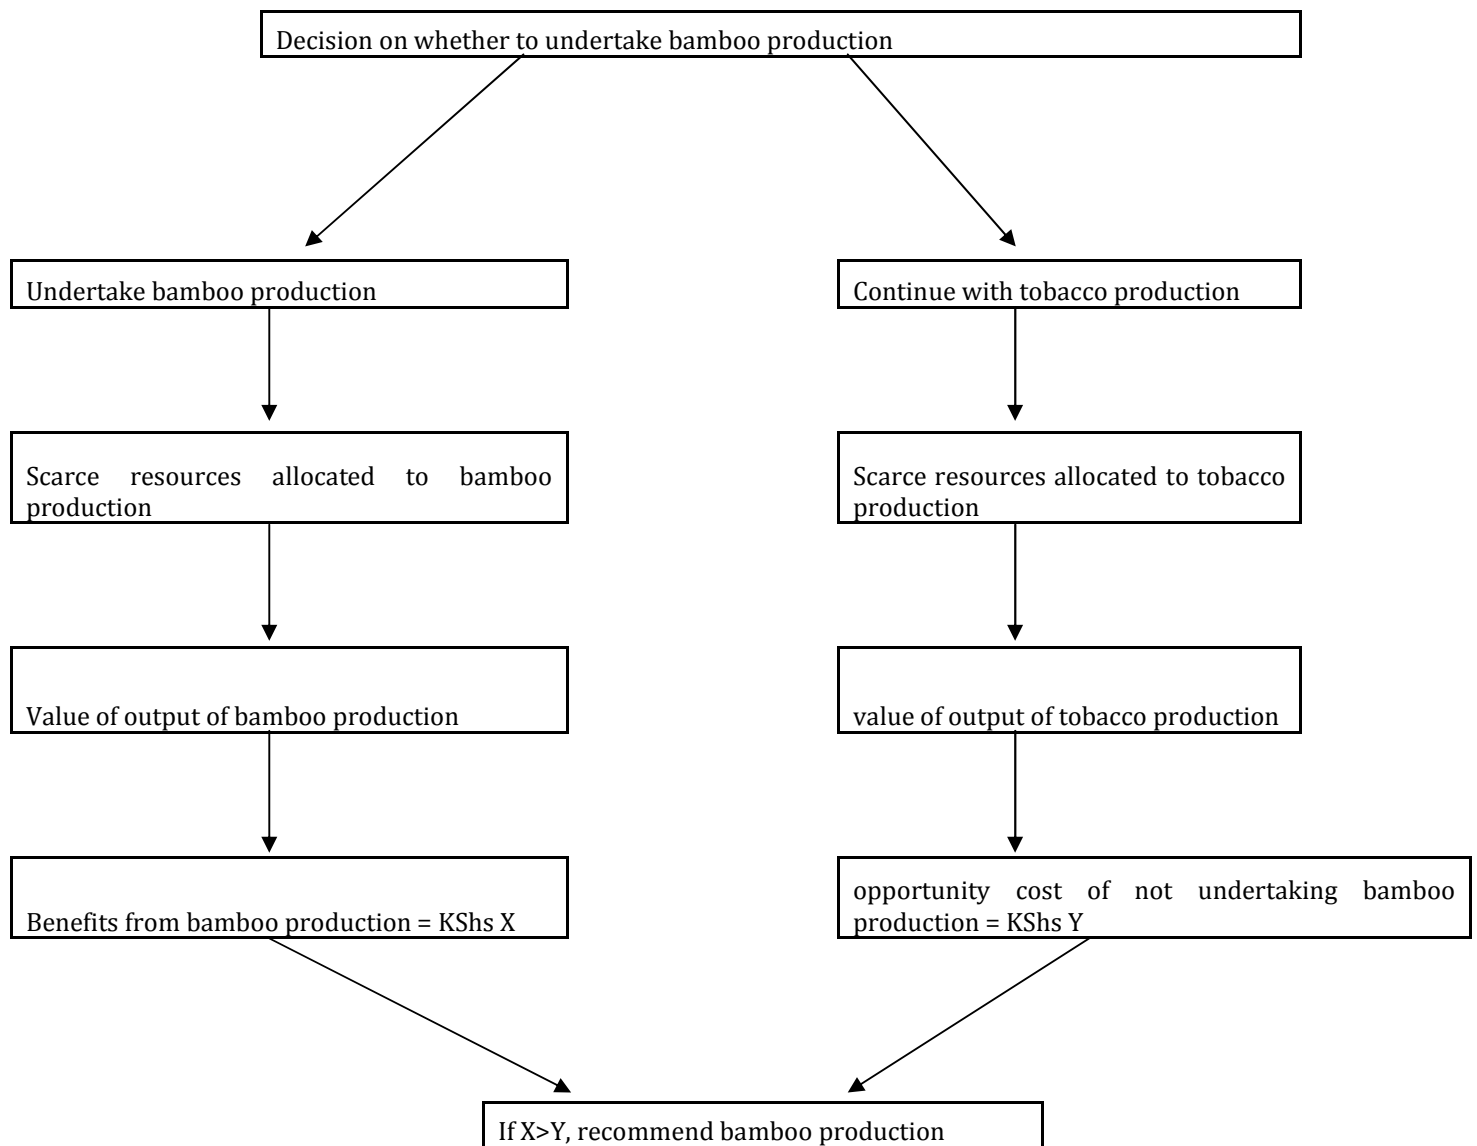 Decision on whether to undertake bamboo production
Undertake bamboo production
Continue with tobacco production
Scarce resources allocated to bamboo
production
Scarce resources allocated to tobacco
production
Value of output of bamboo production
value of output of tobacco production
Benefits from bamboo production = KShs X
opportunity cost of not undertaking bamboo
production = KShs Y
If X>Y, recommend bamboo production